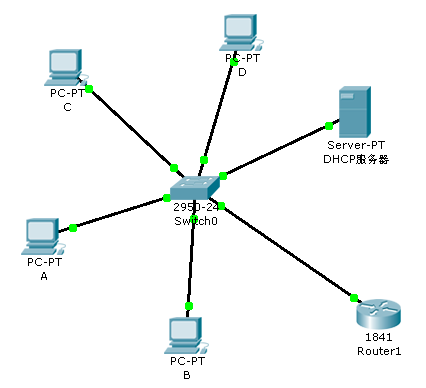 PC-PT
D
PC-PT
C
Server-PT
DHCP服务器
2950-24
Switch0
PC-PT
A
1841
Router1
PC-PT
B